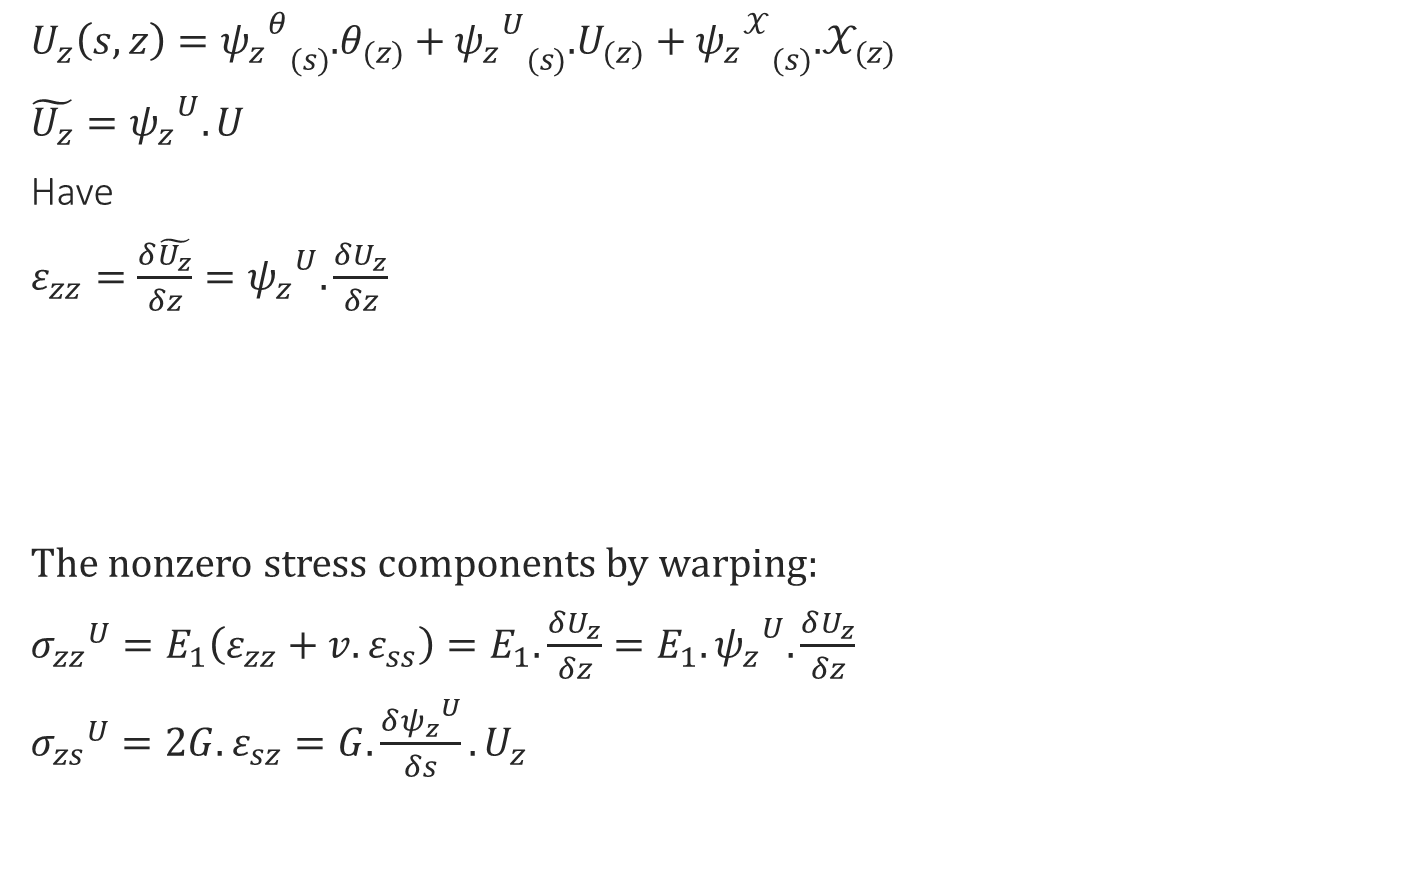 U_z(s, z) = ψ_z^θ_(s).θ_(z) + ψ_z^U_(s).U_(z) + ψ_z^𝒳_(s).𝒳_(z)
Ũ_z = ψ_z^U.U
Have
ε_zz = δŨ_z/δz = ψ_z^U.δU_z/δz
The nonzero stress components by warping:
σ_zz^U = E_1(ε_zz + v.ε_ss) = E_1.δU_z/δz = E_1.ψ_z^U.δU_z/δz
σ_zs^U = 2G.ε_sz = G.δψ_z^U/δs.U_z